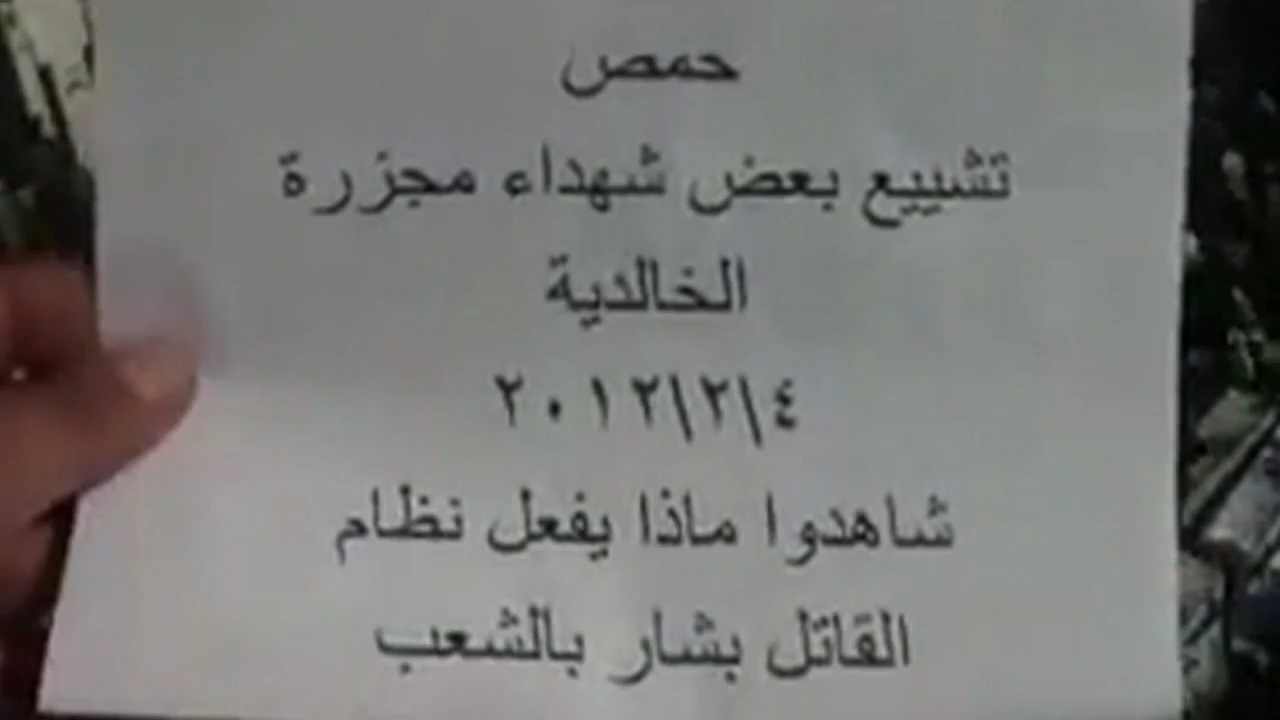 حمص
تشييع بعض شهداء مجزرة
الخالدية
٤\٢\٢٠١٢
شاهدوا ماذا يفعل نظام
القاتل بشار بالشعب